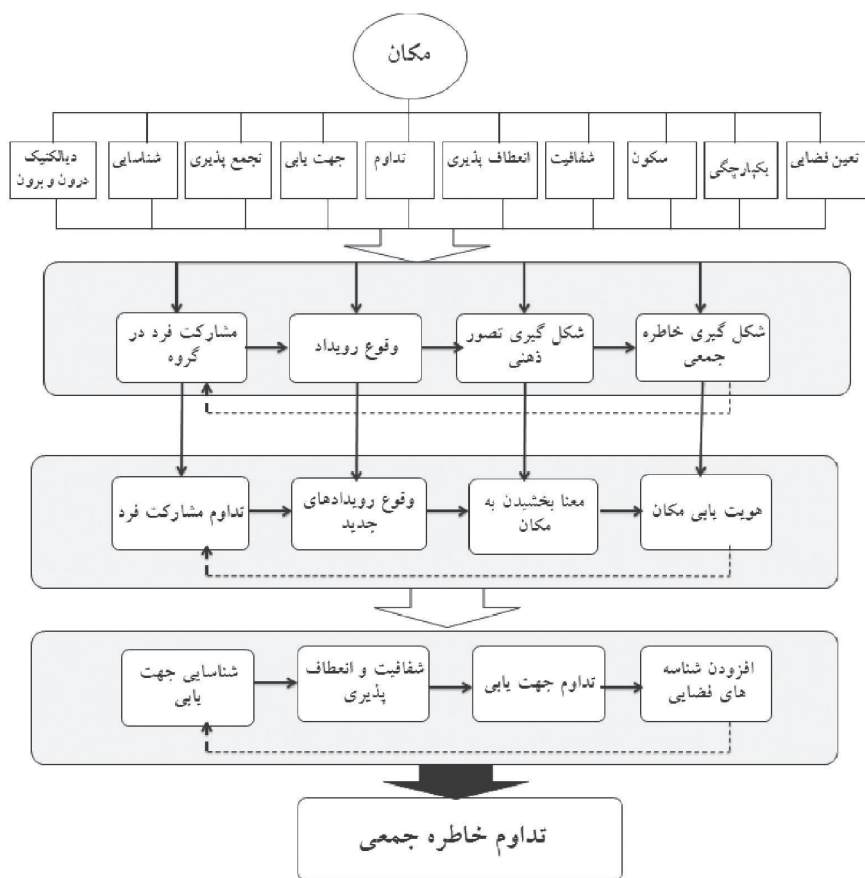 مکان
تعین فضایی
یکپارچگی
سکون
شفافیت
انعطاف پذیری
تداوم
جهت یابی
تجمع پذیری
شناسایی
دیالکتیک
درون و برون
مشارکت فرد در
گروه
وقوع رویداد
شکل گیری تصور
ذهنی
شکل گیری خاطره
جمعی
تداوم مشارکت فرد
وقوع رویدادهای
جدید
معنا بخشیدن به
مکان
هویت یابی مکان
شناسایی جهت
یابی
شفافیت و انعطاف
پذیری
تداوم جهت یابی
افزودن شناسه
های فضایی
تداوم خاطره جمعی